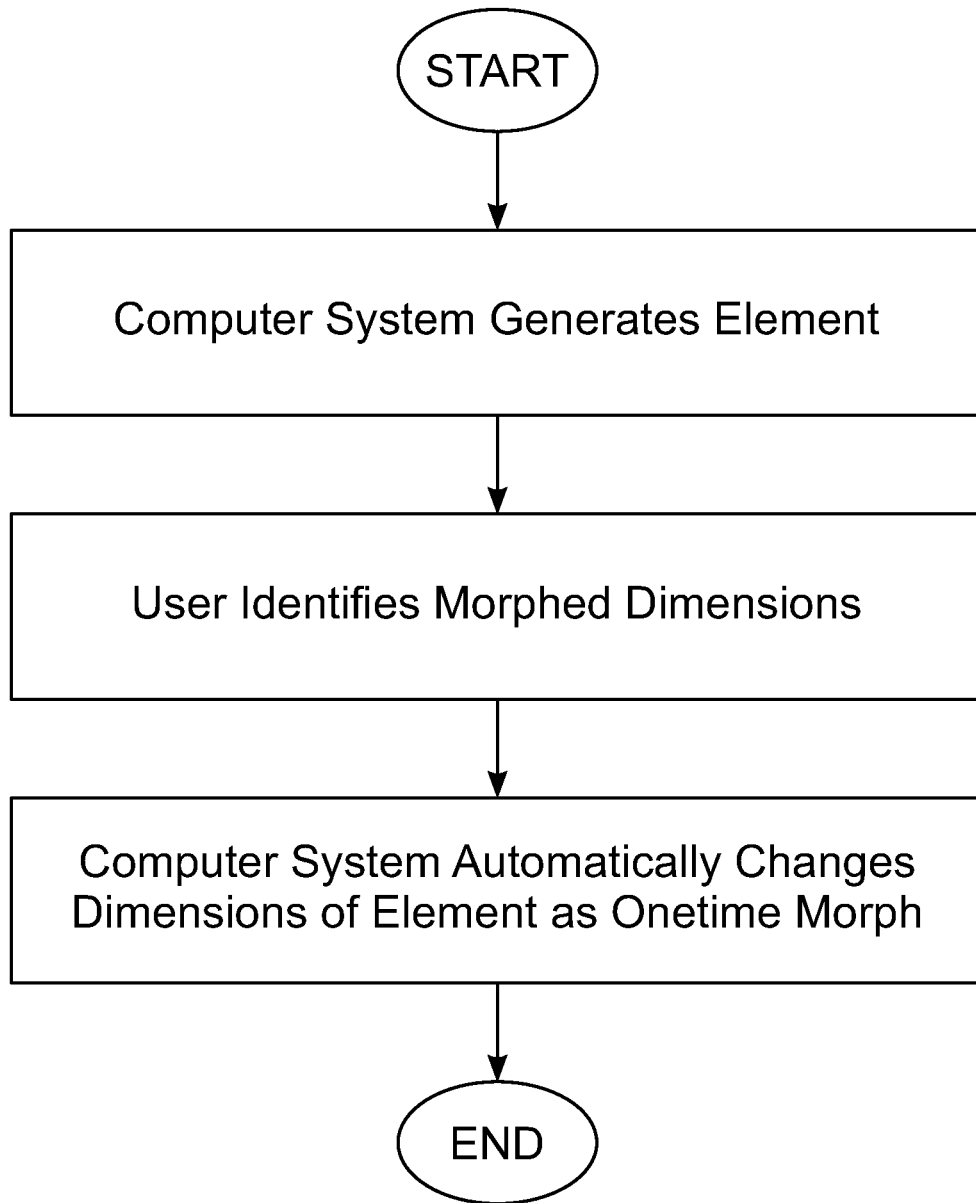 START
Computer System Generates Element
User Identifies Morphed Dimensions
Computer System Automatically Changes
Dimensions of Element as Onetime Morph
END